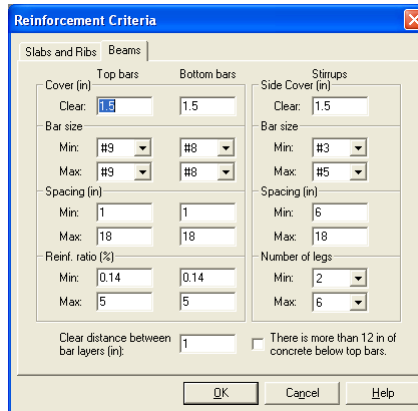 Reinforcement Criteria
Slabs and Ribs Beams
Top bars Bottom bars Stirrups
Cover (in) Side Cover (in)
Clear: 1.5 1.5 Clear: 1.5
Bar size Bar size
Min: #9 #8 Min: #3
Max: #9 #8 Max: #5
Spacing (in) Spacing (in)
Min: 1 1 Min: 6
Max: 18 18 Max: 18
Reinf. ratio (%) Number of legs
Min: 0.14 0.14 Min: 2
Max: 5 5 Max: 6
Clear distance between bar layers (in): 1 There is more than 12 in of concrete below top bars.
OK Cancel Help